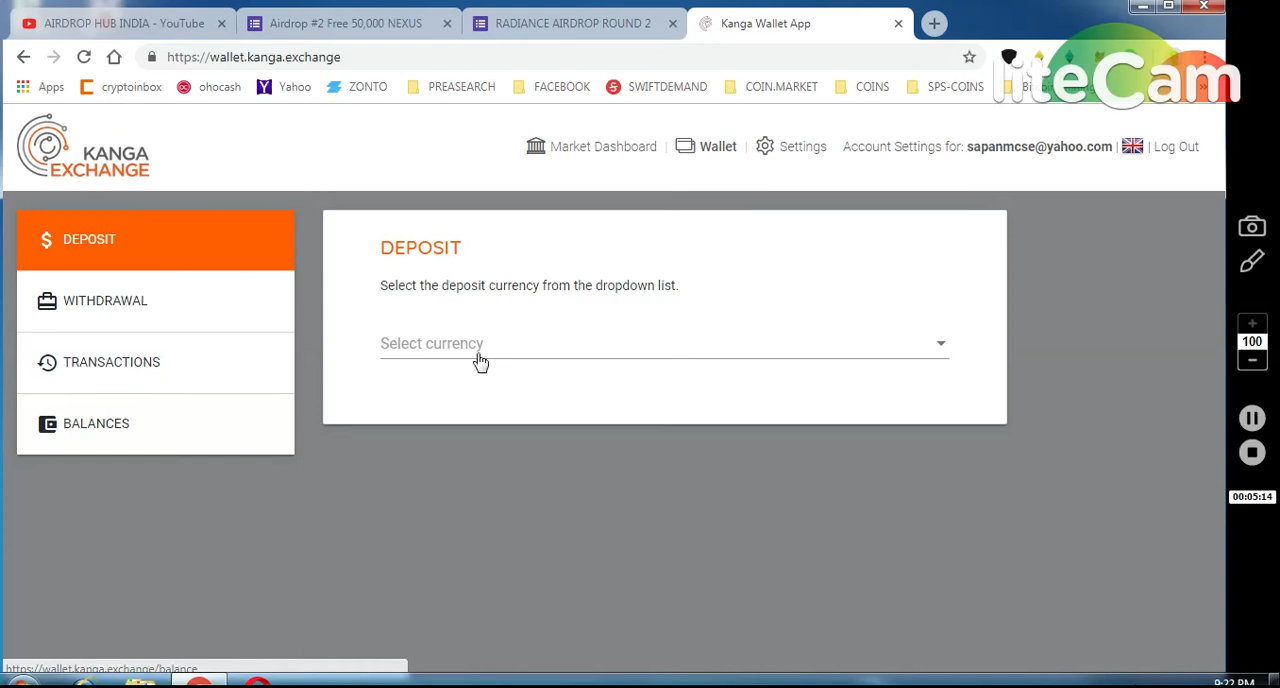 AIRDROP HUB INDIA - YouTube
Airdrop #2 Free 50,000 NEXUS
RADIANCE AIRDROP ROUND 2
Kanga Wallet App
https://wallet.kanga.exchange
liteCam
Apps
cryptoinbox
ohocash
Yahoo
ZONTO
PREASEARCH
FACEBOOK
SWIFTDEMAND
COIN.MARKET
COINS
SPS-COINS
KANGA
EXCHANGE
Market Dashboard | Wallet | Settings
Account Settings for: sapanmcse@yahoo.com | | Log Out
DEPOSIT
WITHDRAWAL
TRANSACTIONS
BALANCES
DEPOSIT
Select the deposit currency from the dropdown list.
Select currency
100
00:05:14
https://wallet.kanga.exchange/balance
9:22 PM